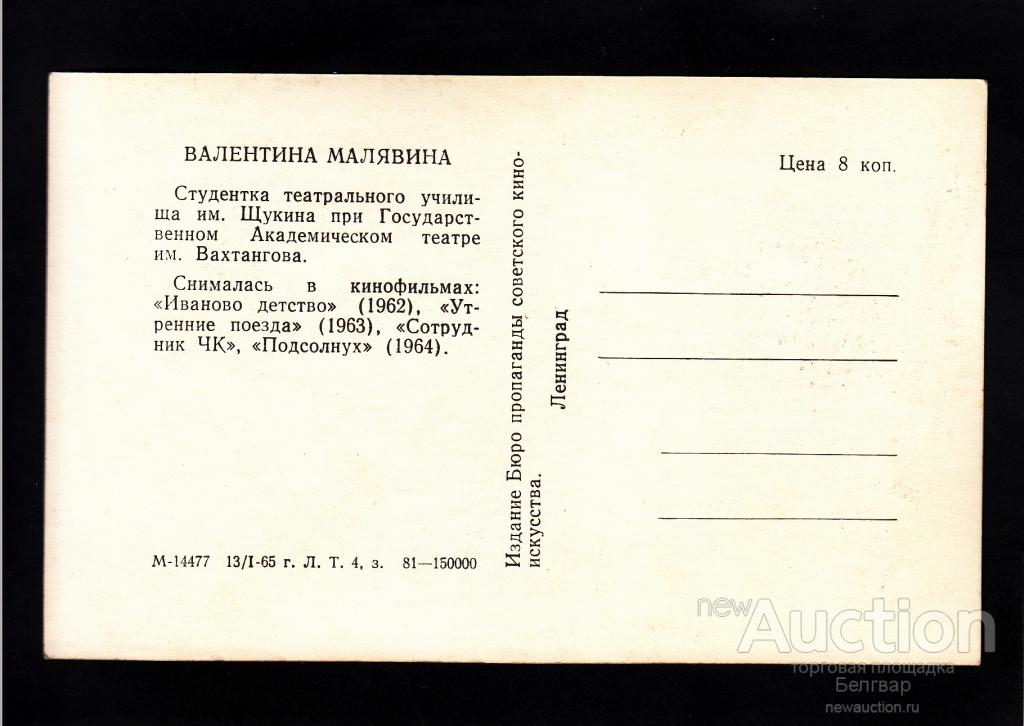 ВАЛЕНТИНА МАЛЯВИНА
Студентка театрального учили-
ща им. Щукина при Государст-
венном Академическом театре
им. Вахтангова.
Снималась в кинофильмах:
«Иваново детство» (1962), «Ут-
ренние поезда» (1963), «Сотруд-
ник ЧК», «Подсолнух» (1964).
М-14477 13/I-65 г. Л. Т. 4, з. 81—150000
Издание Бюро пропаганды советского кино-
искусства.
Ленинград
Цена 8 коп.
newAuction
торговая площадка
Белгвар
newauction.ru